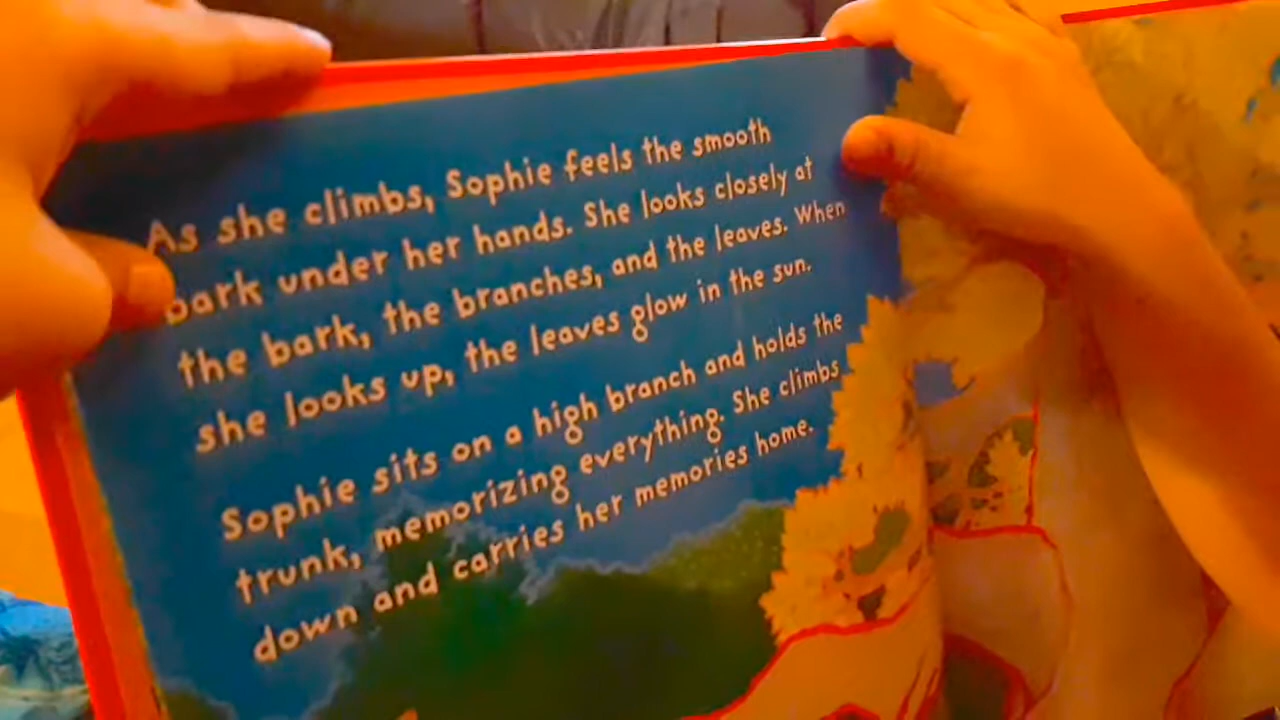 As she climbs, Sophie feels the smooth
bark under her hands. She looks closely at
the bark, the branches, and the leaves. When
she looks up, the leaves glow in the sun.
Sophie sits on a high branch and holds the
trunk, memorizing everything. She climbs
down and carries her memories home.